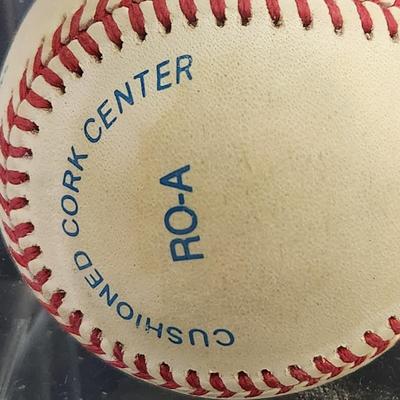 CUSHIONED CORK CENTER
RO-A